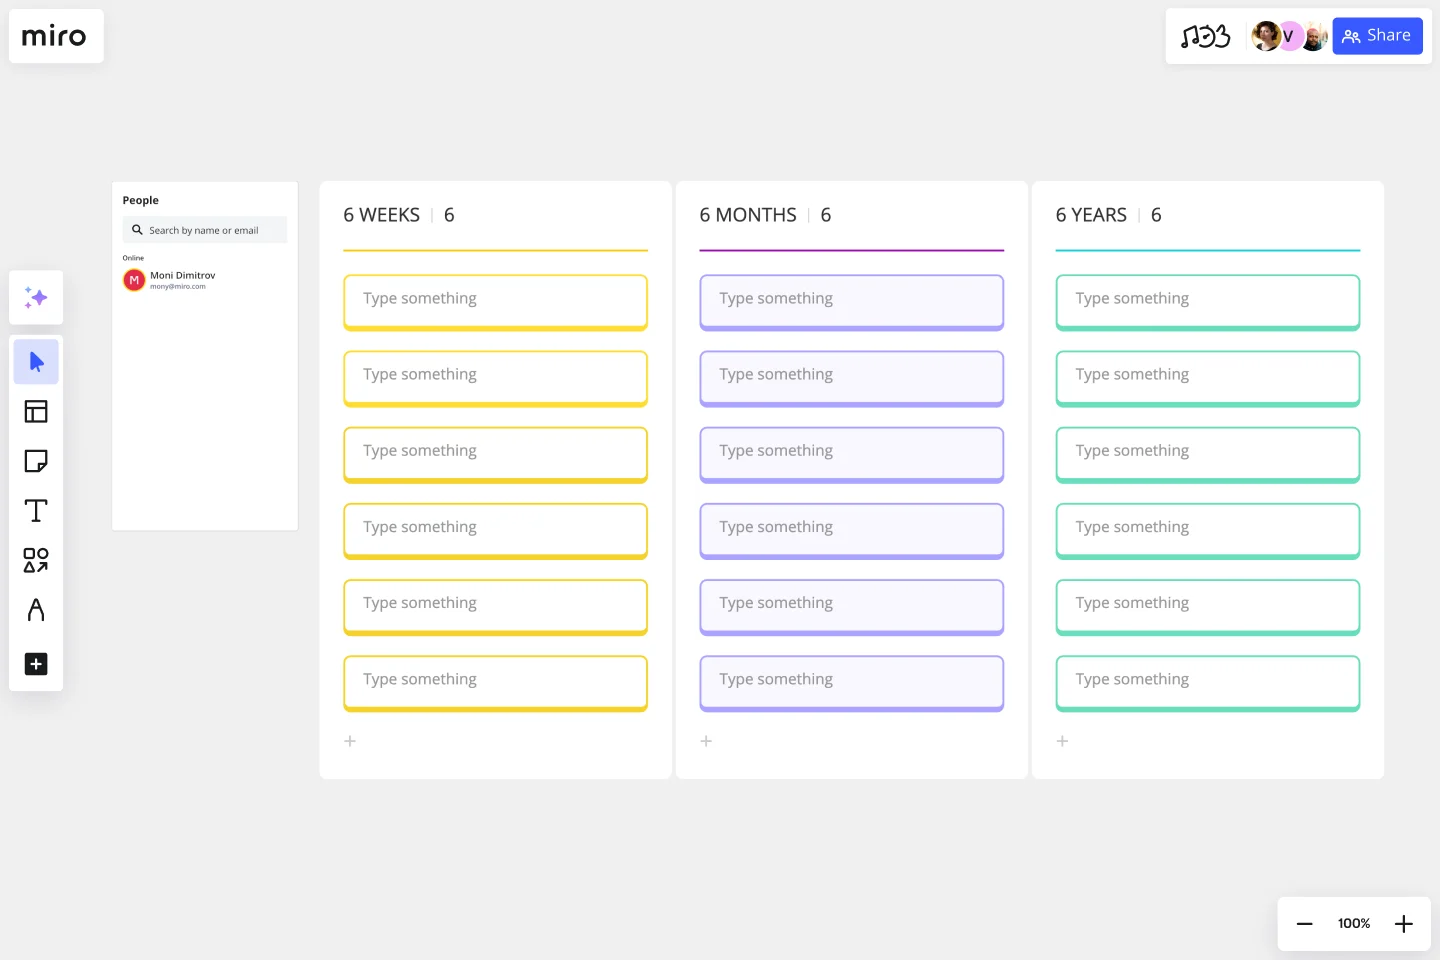 miro
V
Share
People
Search by name or email
Online
M
Moni Dimitrov
mony@miro.com
6 WEEKS | 6
Type something
Type something
Type something
Type something
Type something
Type something
+
6 MONTHS | 6
Type something
Type something
Type something
Type something
Type something
Type something
+
6 YEARS | 6
Type something
Type something
Type something
Type something
Type something
Type something
+
100%